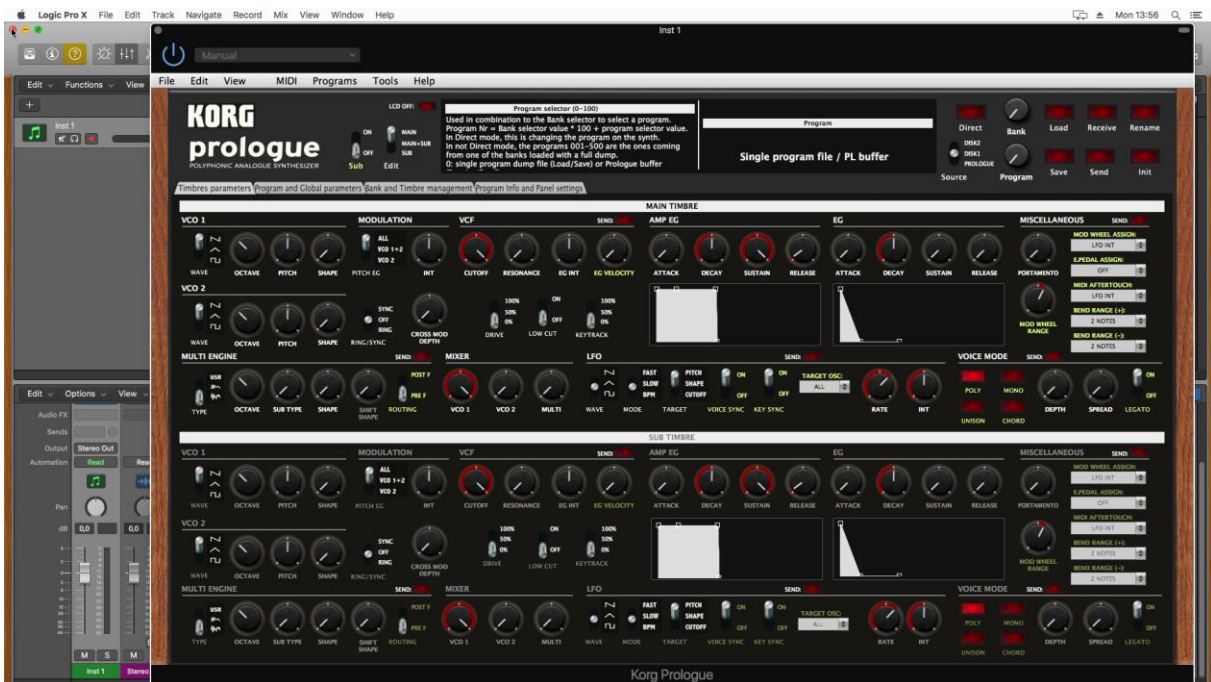 Logic Pro X File Edit Track Navigate Record Mix View Window Help
Mon 13:56
Inst 1
Manual
File Edit View MIDI Programs Tools Help
Edit Functions View
Inst 1
KORG
prologue
POLYPHONIC ANALOGUE SYNTHESIZER
ON
OFF
Sub
LCD OFF:
MAIN
MAIN+SUB
SUB
Edit
Program selector (0-100)
Used in combination to the Bank selector to select a program.
Program Nr = Bank selector value * 100 + program selector value.
In Direct mode, this is changing the program on the synth.
In not Direct mode, the programs 001-500 are the ones coming
from one of the banks loaded with a full dump.
0: single program dump file (Load/Save) or Prologue buffer
Program
Single program file / PL buffer
Direct Bank Load Receive Rename
DISK2
DISK1
PROLOGUE
Source Program Save Send Init
Timbres parameters Program and Global parameters Bank and Timbre management Program Info and Panel settings
MAIN TIMBRE
VCO 1 MODULATION VCF SEND: AMP EG EG MISCELLANEOUS SEND:
ALL
VCO 1+2
VCO 2
WAVE OCTAVE PITCH SHAPE PITCH EG INT CUTOFF RESONANCE EG INT EG VELOCITY ATTACK DECAY SUSTAIN RELEASE ATTACK DECAY SUSTAIN RELEASE PORTAMENTO
MOD WHEEL ASSIGN:
LFO INT
E.PEDAL ASSIGN:
OFF
MIDI AFTERTOUCH:
LFO INT
BEND RANGE (+):
2 NOTES
BEND RANGE (-):
2 NOTES
VCO 2
SYNC
OFF
RING
100%
50%
0%
ON
OFF
100%
50%
0%
WAVE OCTAVE PITCH SHAPE RING/SYNC CROSS MOD DEPTH DRIVE LOW CUT KEYTRACK MOD WHEEL RANGE
MULTI ENGINE SEND: MIXER LFO SEND: VOICE MODE SEND:
USR
POST F
PRE F
FAST
SLOW
BPM
PITCH
SHAPE
CUTOFF
ON
OFF
ON
OFF
TARGET OSC:
ALL
POLY MONO
UNISON CHORD
ON
OFF
TYPE OCTAVE SUB TYPE SHAPE SHIFT SHAPE ROUTING VCO 1 VCO 2 MULTI WAVE MODE TARGET VOICE SYNC KEY SYNC RATE INT DEPTH SPREAD LEGATO
SUB TIMBRE
VCO 1 MODULATION VCF SEND: AMP EG EG MISCELLANEOUS SEND:
ALL
VCO 1+2
VCO 2
WAVE OCTAVE PITCH SHAPE PITCH EG INT CUTOFF RESONANCE EG INT EG VELOCITY ATTACK DECAY SUSTAIN RELEASE ATTACK DECAY SUSTAIN RELEASE PORTAMENTO
MOD WHEEL ASSIGN:
LFO INT
E.PEDAL ASSIGN:
OFF
MIDI AFTERTOUCH:
LFO INT
BEND RANGE (+):
2 NOTES
BEND RANGE (-):
2 NOTES
VCO 2
SYNC
OFF
RING
100%
50%
0%
ON
OFF
100%
50%
0%
WAVE OCTAVE PITCH SHAPE RING/SYNC CROSS MOD DEPTH DRIVE LOW CUT KEYTRACK MOD WHEEL RANGE
MULTI ENGINE SEND: MIXER LFO SEND: VOICE MODE SEND:
USR
POST F
PRE F
FAST
SLOW
BPM
PITCH
SHAPE
CUTOFF
ON
OFF
ON
OFF
TARGET OSC:
ALL
POLY MONO
UNISON CHORD
ON
OFF
TYPE OCTAVE SUB TYPE SHAPE SHIFT SHAPE ROUTING VCO 1 VCO 2 MULTI WAVE MODE TARGET VOICE SYNC KEY SYNC RATE INT DEPTH SPREAD LEGATO
Korg Prologue
Edit Options View
Audio FX
Sends
Output Stereo Out
Automation Read Rea
Pan
dB 0,0 0,0
M S M
Inst 1 Stereo